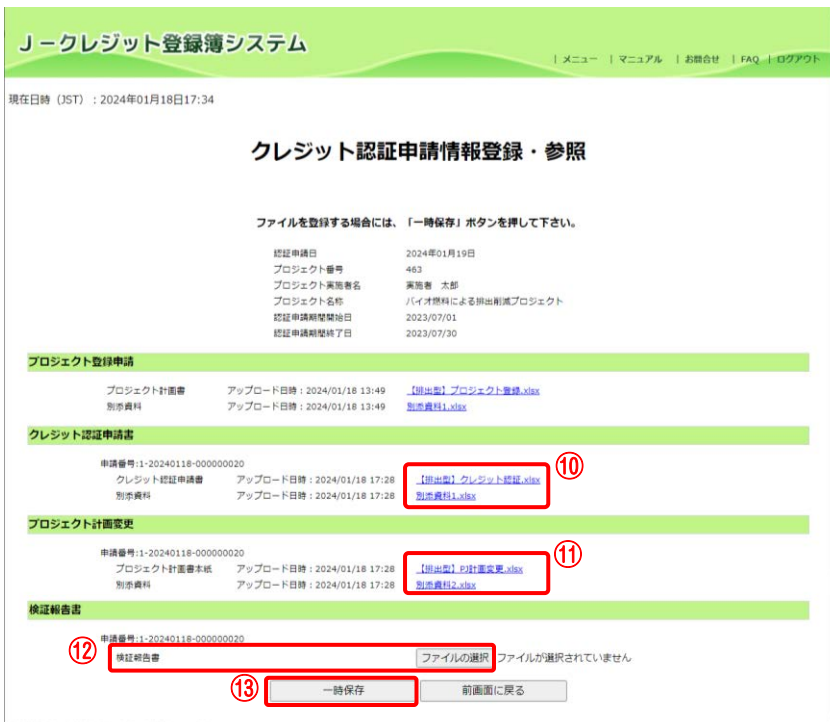 Jークレジット登録簿システム
| メニュー | マニュアル | お問合せ | FAQ | ログアウト
現在日時（JST）：2024年01月18日17:34
クレジット認証申請情報登録・参照
ファイルを登録する場合には、「一時保存」ボタンを押して下さい。
認証申請日 2024年01月19日
プロジェクト番号 463
プロジェクト実施者名 実施者 太郎
プロジェクト名称 バイオ燃料による排出削減プロジェクト
認証申請期間開始日 2023/07/01
認証申請期間終了日 2023/07/30
プロジェクト登録申請
プロジェクト計画書 アップロード日時：2024/01/18 13:49 【排出型】プロジェクト登録.xlsx
別添資料 アップロード日時：2024/01/18 13:49 別添資料1.xlsx
クレジット認証申請書
申請番号:1-20240118-000000020
⑩
クレジット認証申請書 アップロード日時：2024/01/18 17:28 【排出型】クレジット認証.xlsx
別添資料 アップロード日時：2024/01/18 17:28 別添資料1.xlsx
プロジェクト計画変更
申請番号:1-20240118-000000020
⑪
プロジェクト計画書本紙 アップロード日時：2024/01/18 17:28 【排出型】PJ計画変更.xlsx
別添資料 アップロード日時：2024/01/18 17:28 別添資料2.xlsx
検証報告書
申請番号:1-20240118-000000020
⑫ 検証報告書 ファイルの選択 ファイルが選択されていません
⑬ 一時保存 前画面に戻る